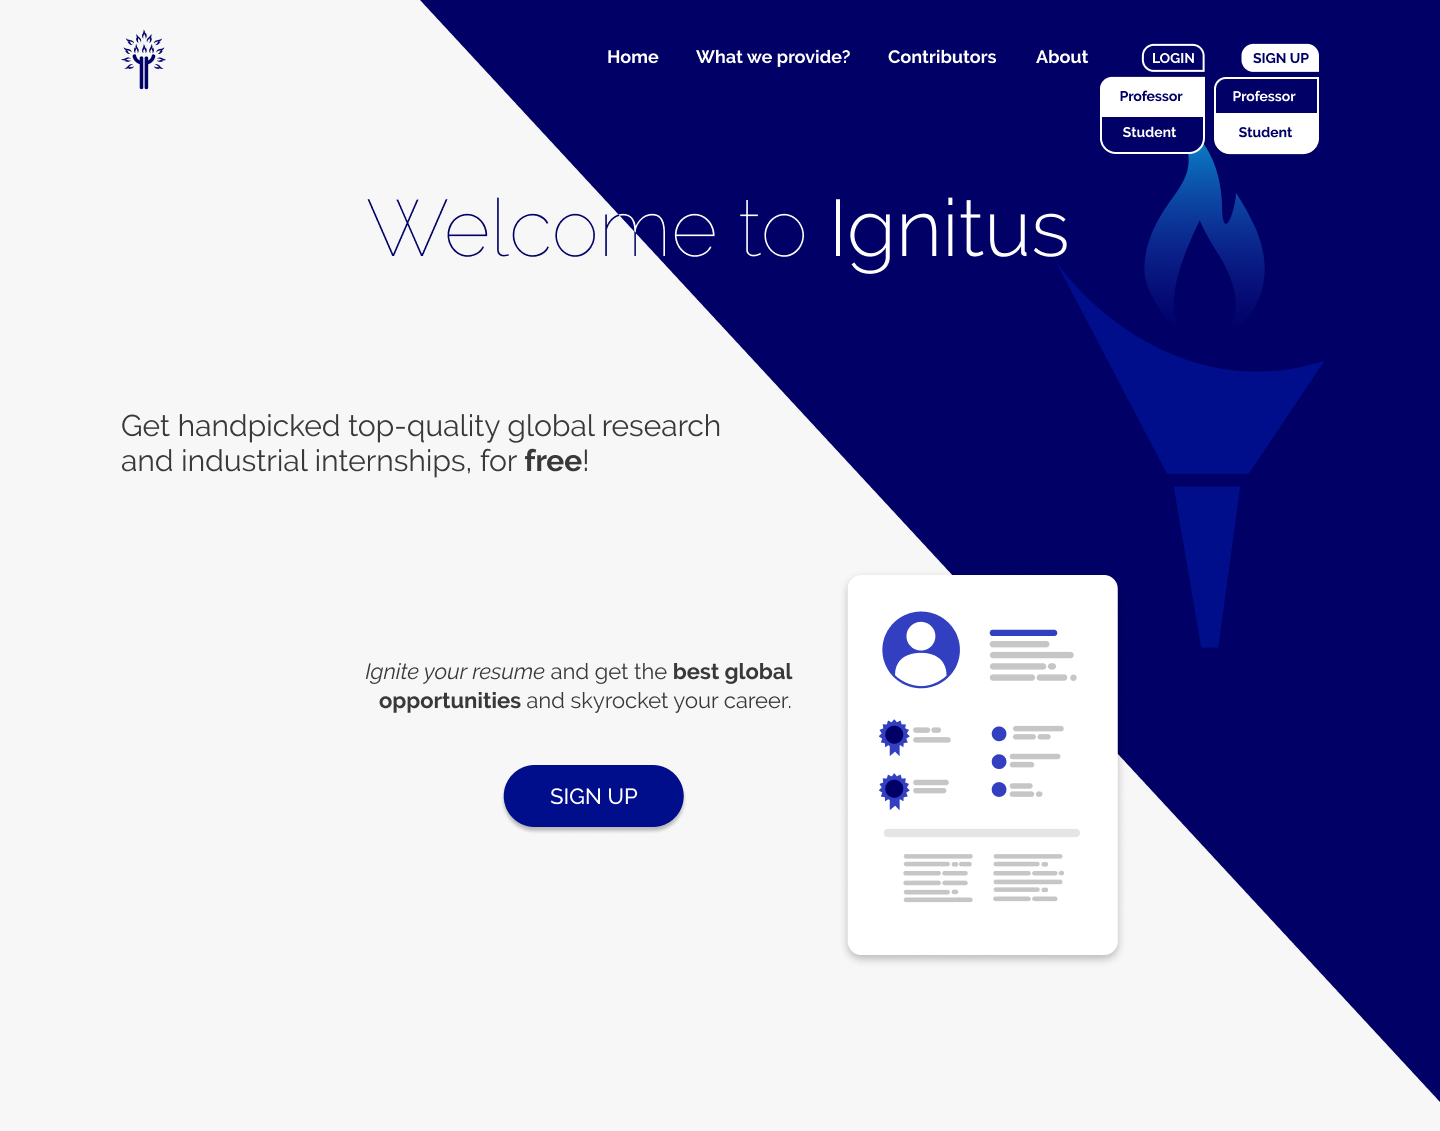 Home What we provide? Contributors About LOGIN SIGN UP
Professor Professor
Student Student
Welcome to Ignitus
Get handpicked top-quality global research
and industrial internships, for free!
Ignite your resume and get the best global
opportunities and skyrocket your career.
SIGN UP